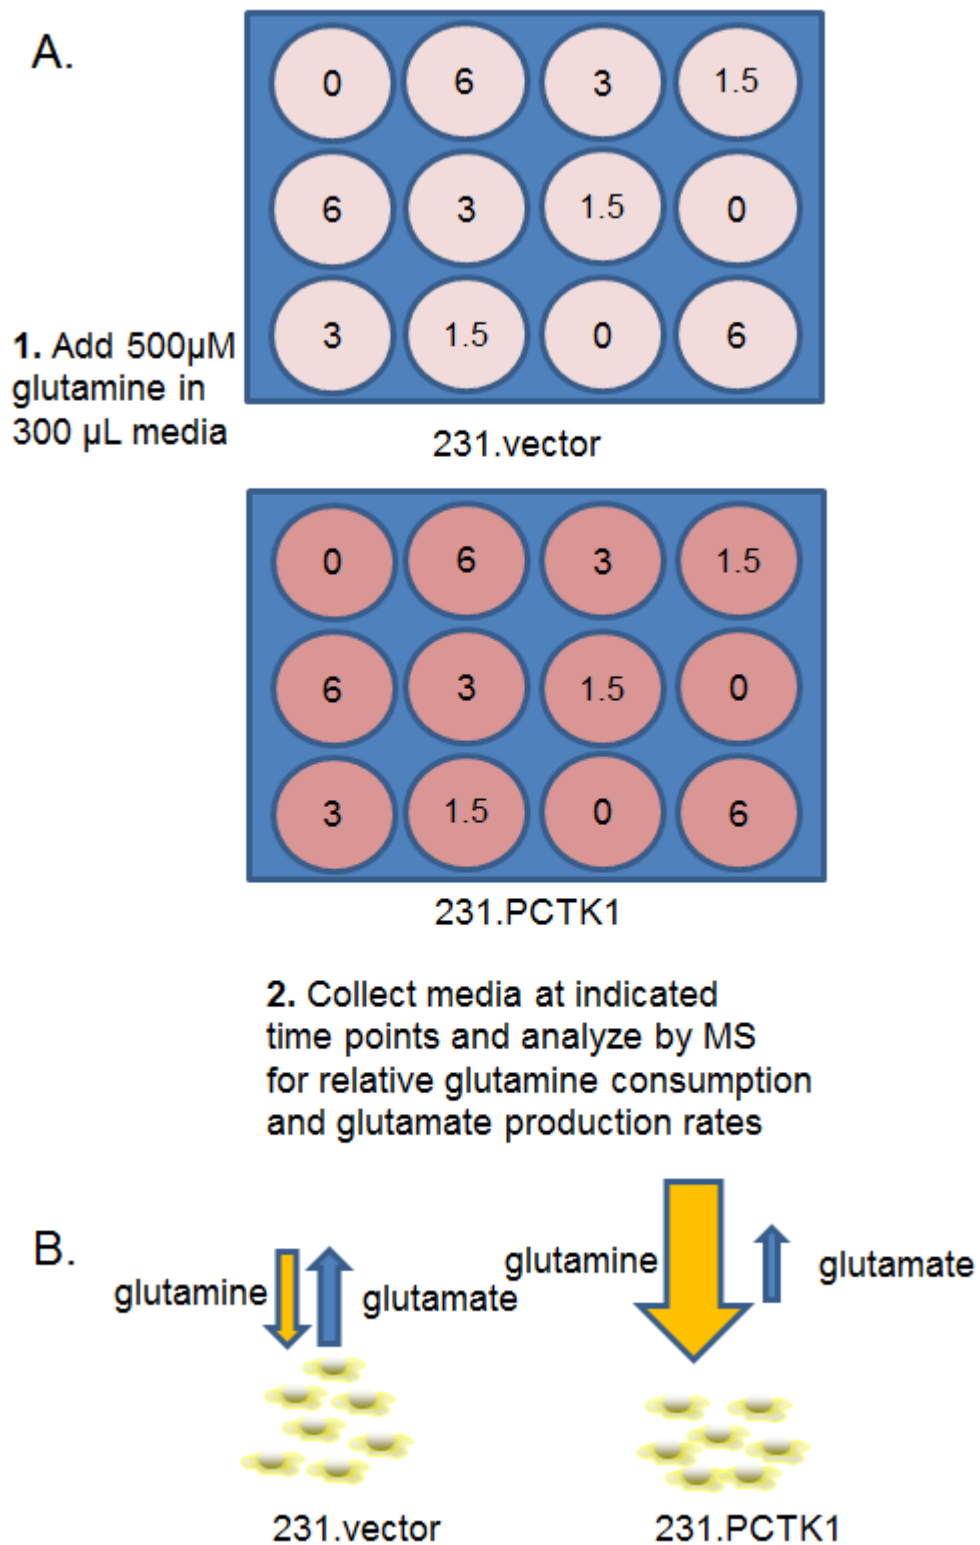 A.
0 6 3 1.5
6 3 1.5 0
3 1.5 0 6
1. Add 500µM
glutamine in
300 µL media
231.vector
0 6 3 1.5
6 3 1.5 0
3 1.5 0 6
231.PCTK1
2. Collect media at indicated
time points and analyze by MS
for relative glutamine consumption
and glutamate production rates
B.
glutamine glutamate
glutamine glutamate
231.vector
231.PCTK1